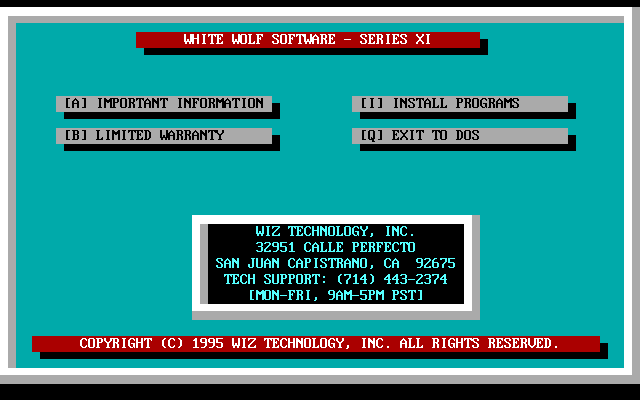 WHITE WOLF SOFTWARE - SERIES XI
[A] IMPORTANT INFORMATION
[I] INSTALL PROGRAMS
[B] LIMITED WARRANTY
[Q] EXIT TO DOS
WIZ TECHNOLOGY, INC.
32951 CALLE PERFECTO
SAN JUAN CAPISTRANO, CA  92675
TECH SUPPORT: (714) 443-2374
[MON-FRI, 9AM-5PM PST]
COPYRIGHT (C) 1995 WIZ TECHNOLOGY, INC. ALL RIGHTS RESERVED.